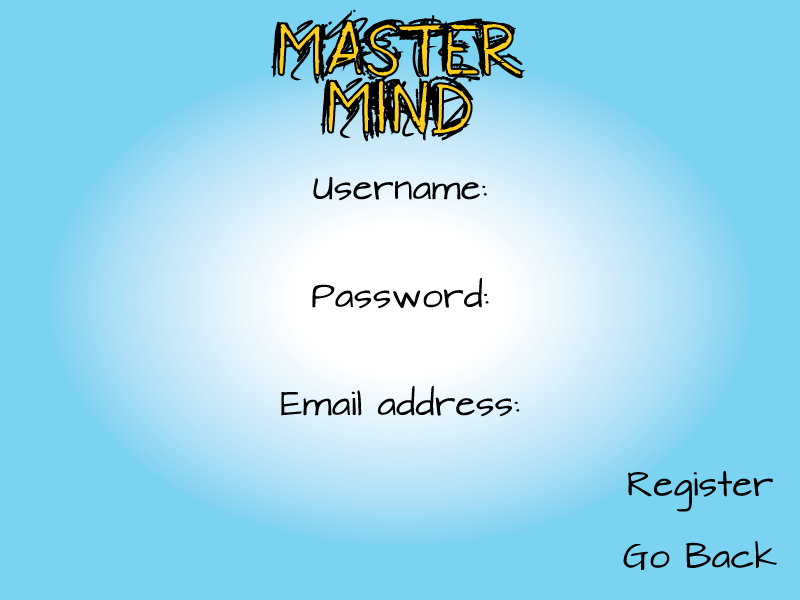 MASTER
MIND
Username:
Password:
Email address:
Register
Go Back